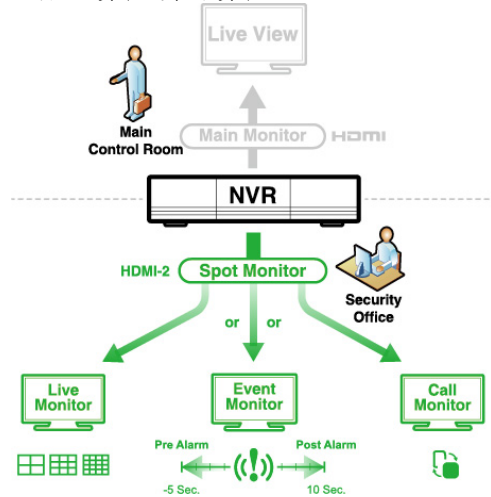 Live View
Main
Control Room
Main Monitor
HDMI
NVR
HDMI-2
Spot Monitor
Security
Office
or
or
Live
Monitor
Event
Monitor
Call
Monitor
Pre Alarm
Post Alarm
-5 Sec.
10 Sec.